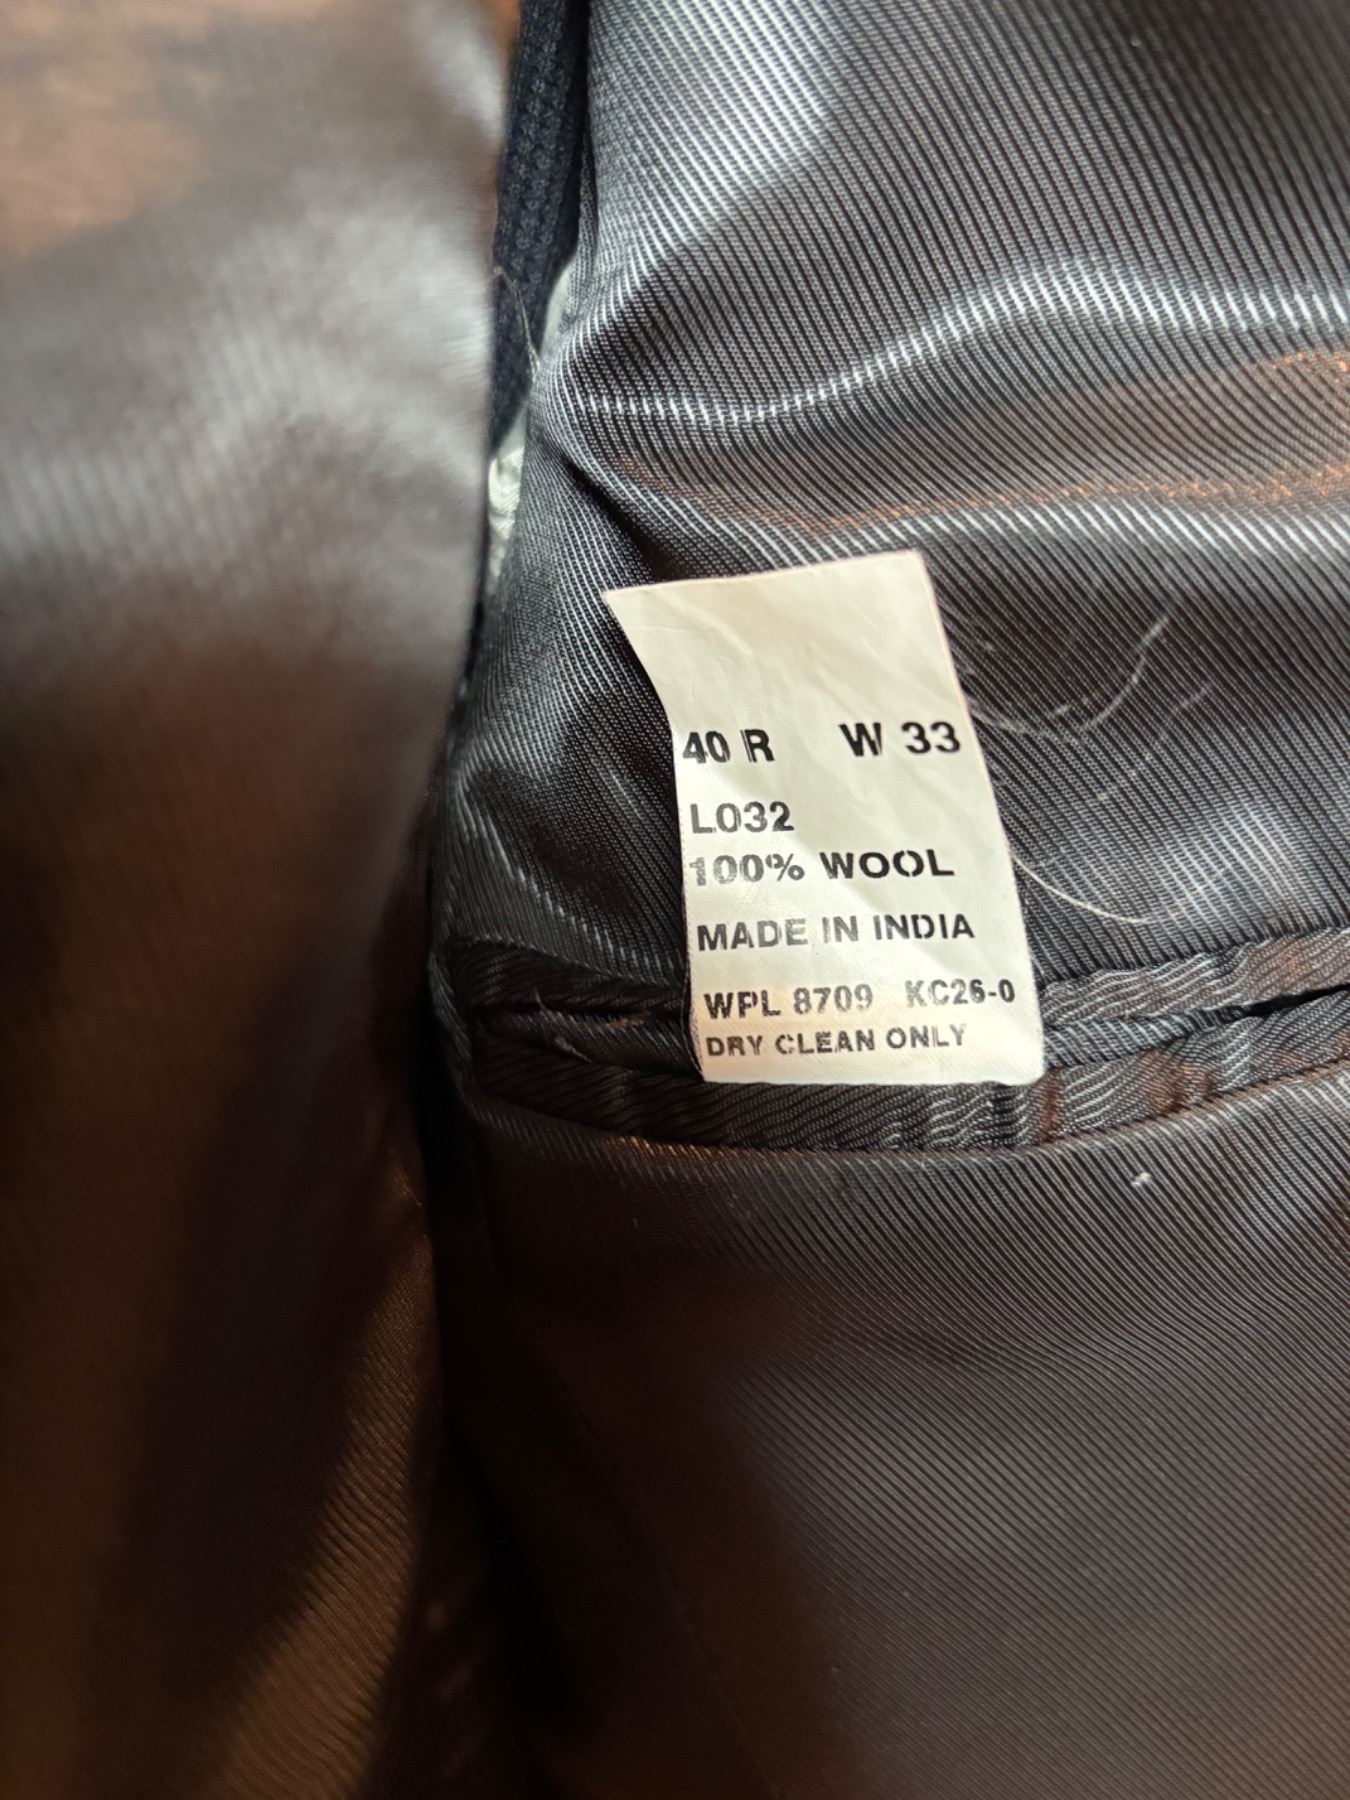 40 R W 33
L032
100% WOOL
MADE IN INDIA
WPL 8709 KC26-0
DRY CLEAN ONLY